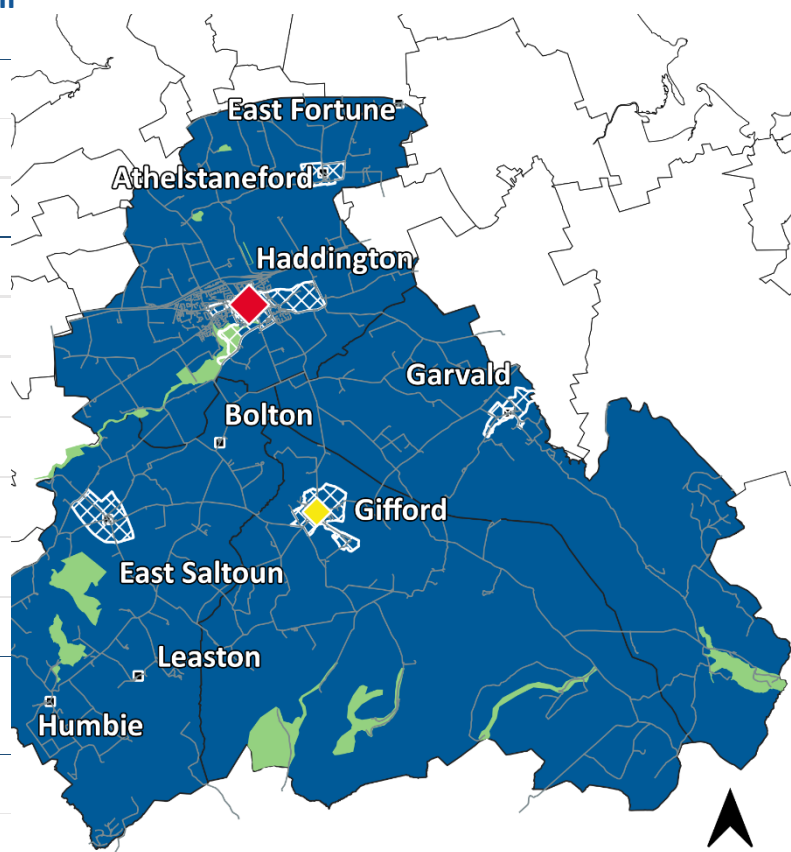 East Fortune
Athelstaneford
Haddington
Garvald
Bolton
Gifford
East Saltoun
Leaston
Humbie